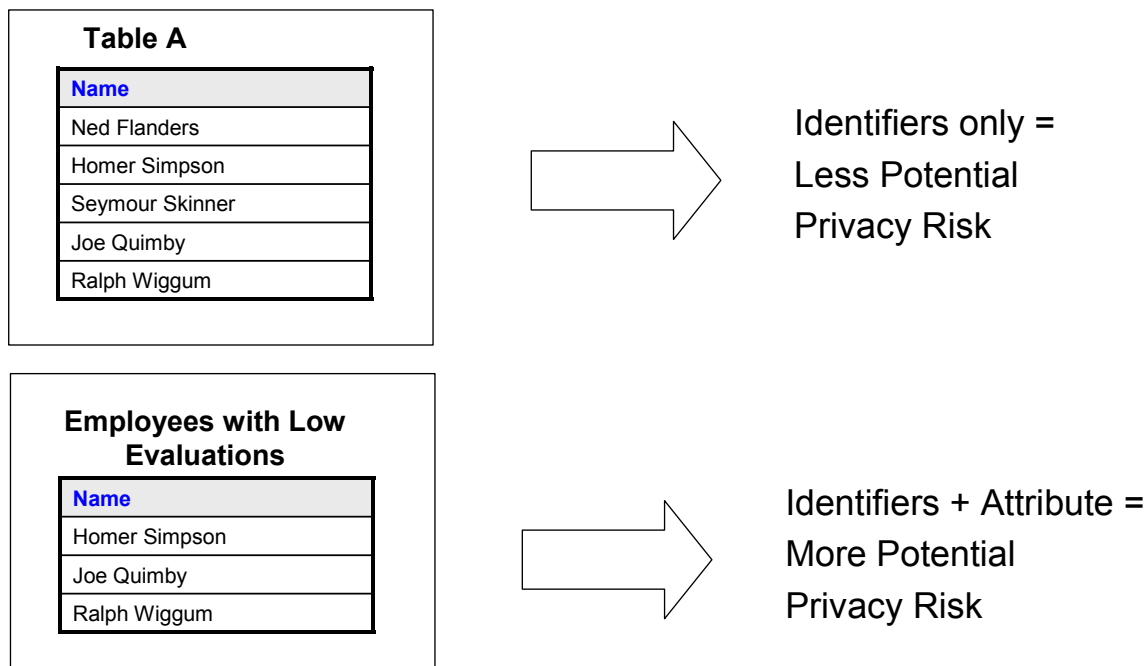 Table A
Name
Ned Flanders
Homer Simpson
Seymour Skinner
Joe Quimby
Ralph Wiggum
Identifiers only =
Less Potential
Privacy Risk
Employees with Low
Evaluations
Name
Homer Simpson
Joe Quimby
Ralph Wiggum
Identifiers + Attribute =
More Potential
Privacy Risk